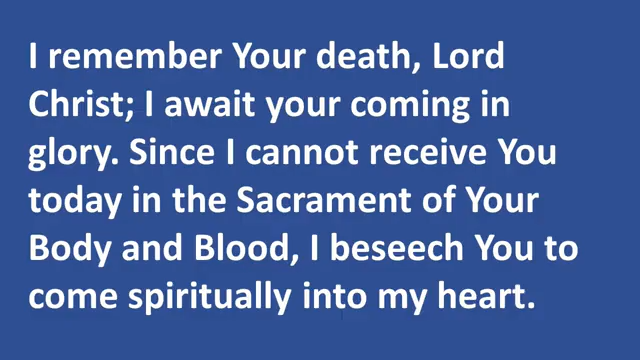 I remember Your death, Lord
Christ; I await your coming in
glory. Since I cannot receive You
today in the Sacrament of Your
Body and Blood, I beseech You to
come spiritually into my heart.